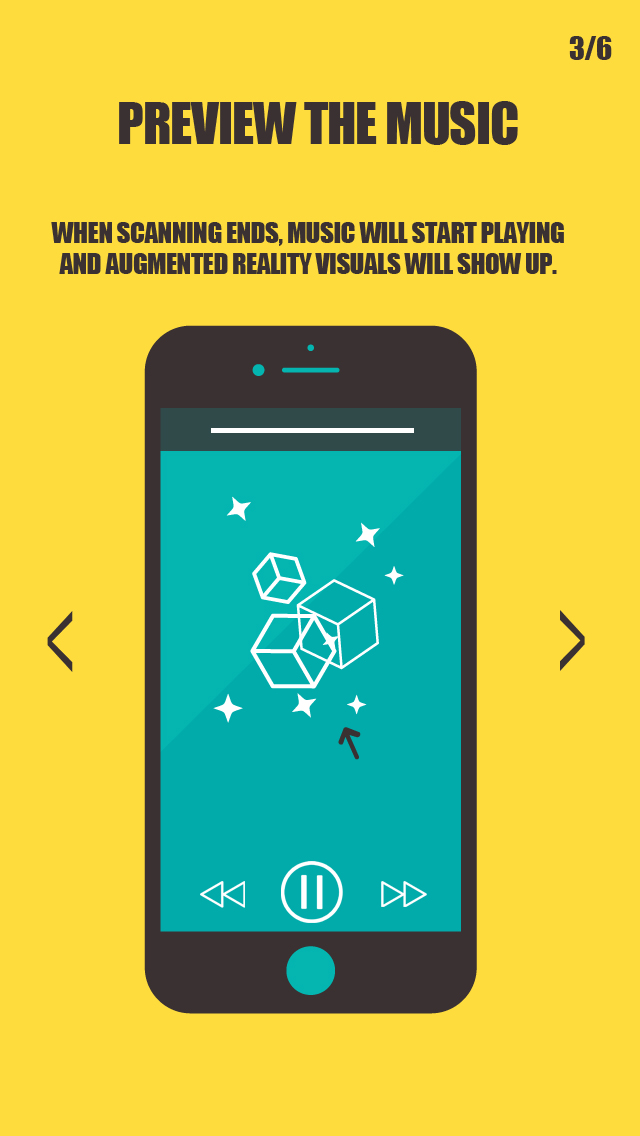 3/6
PREVIEW THE MUSIC
WHEN SCANNING ENDS, MUSIC WILL START PLAYING
AND AUGMENTED REALITY VISUALS WILL SHOW UP.